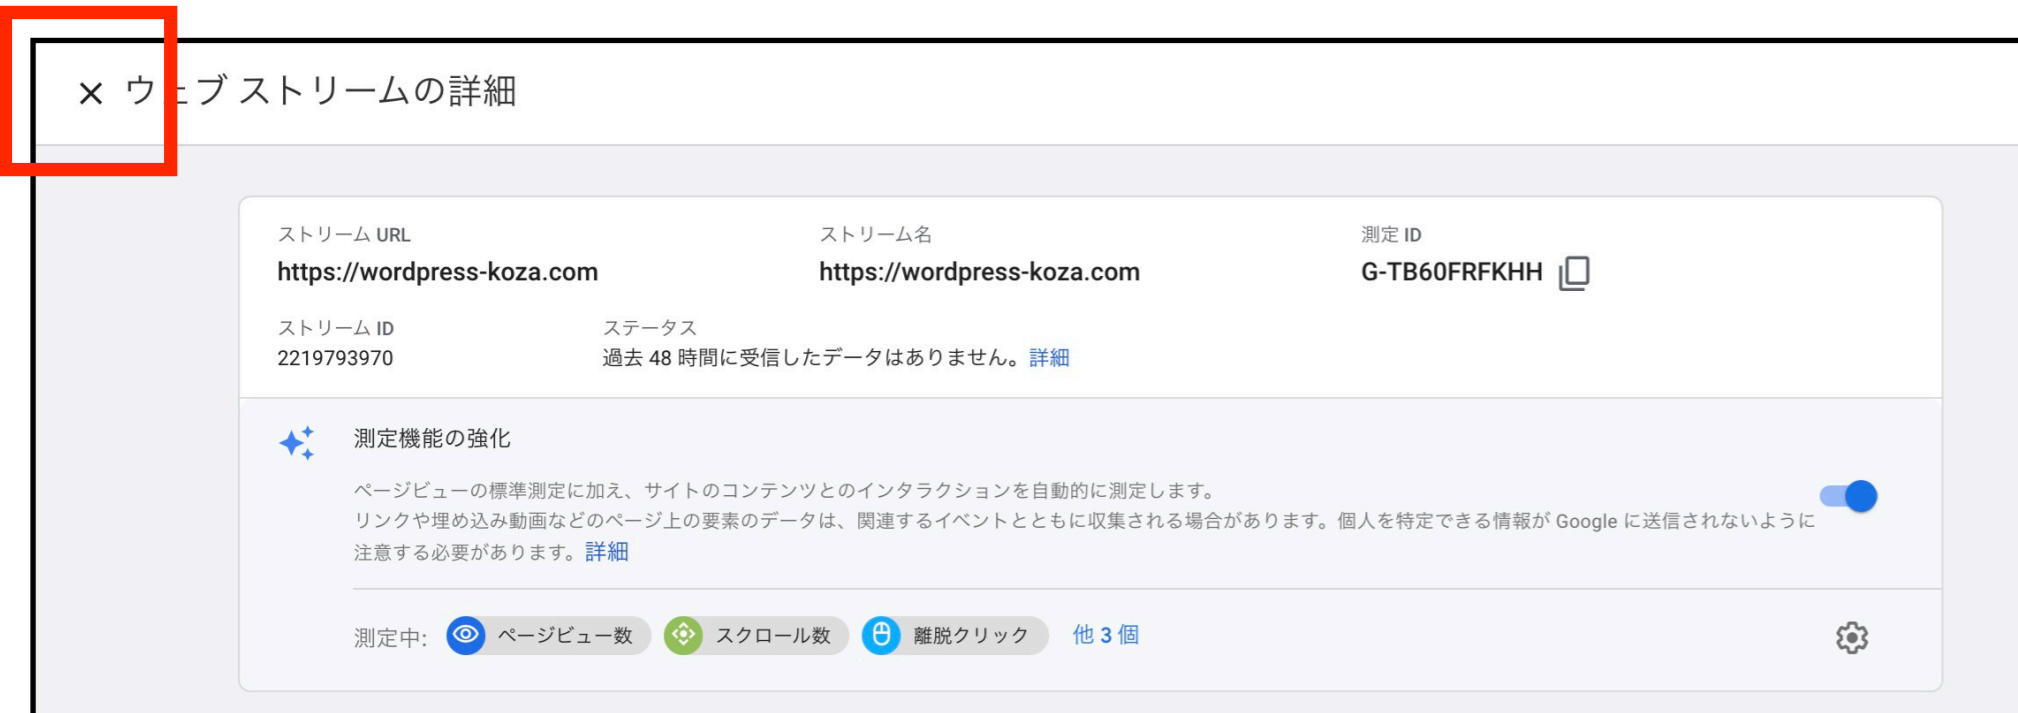 × ウェブ ストリームの詳細
ストリーム URL
https://wordpress-koza.com
ストリーム名
https://wordpress-koza.com
測定 ID
G-TB60FRFKHH
ストリーム ID
2219793970
ステータス
過去 48 時間に受信したデータはありません。詳細
測定機能の強化
ページビューの標準測定に加え、サイトのコンテンツとのインタラクションを自動的に測定します。
リンクや埋め込み動画などのページ上の要素のデータは、関連するイベントとともに収集される場合があります。個人を特定できる情報が Google に送信されないように
注意する必要があります。詳細
測定中: ページビュー数 スクロール数 離脱クリック 他 3 個